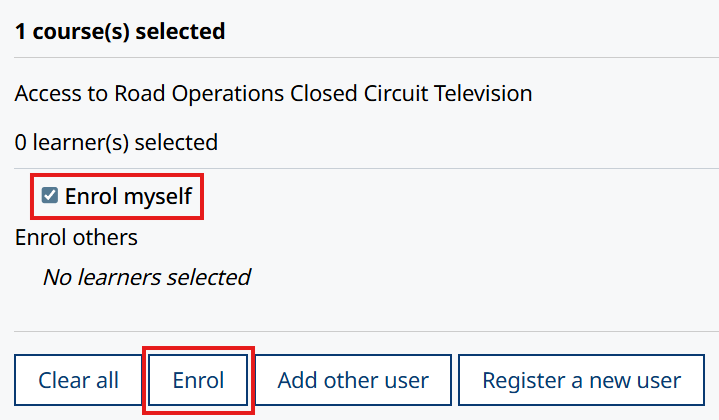 1 course(s) selected
Access to Road Operations Closed Circuit Television
0 learner(s) selected
Enrol myself
Enrol others
No learners selected
Clear all
Enrol
Add other user
Register a new user